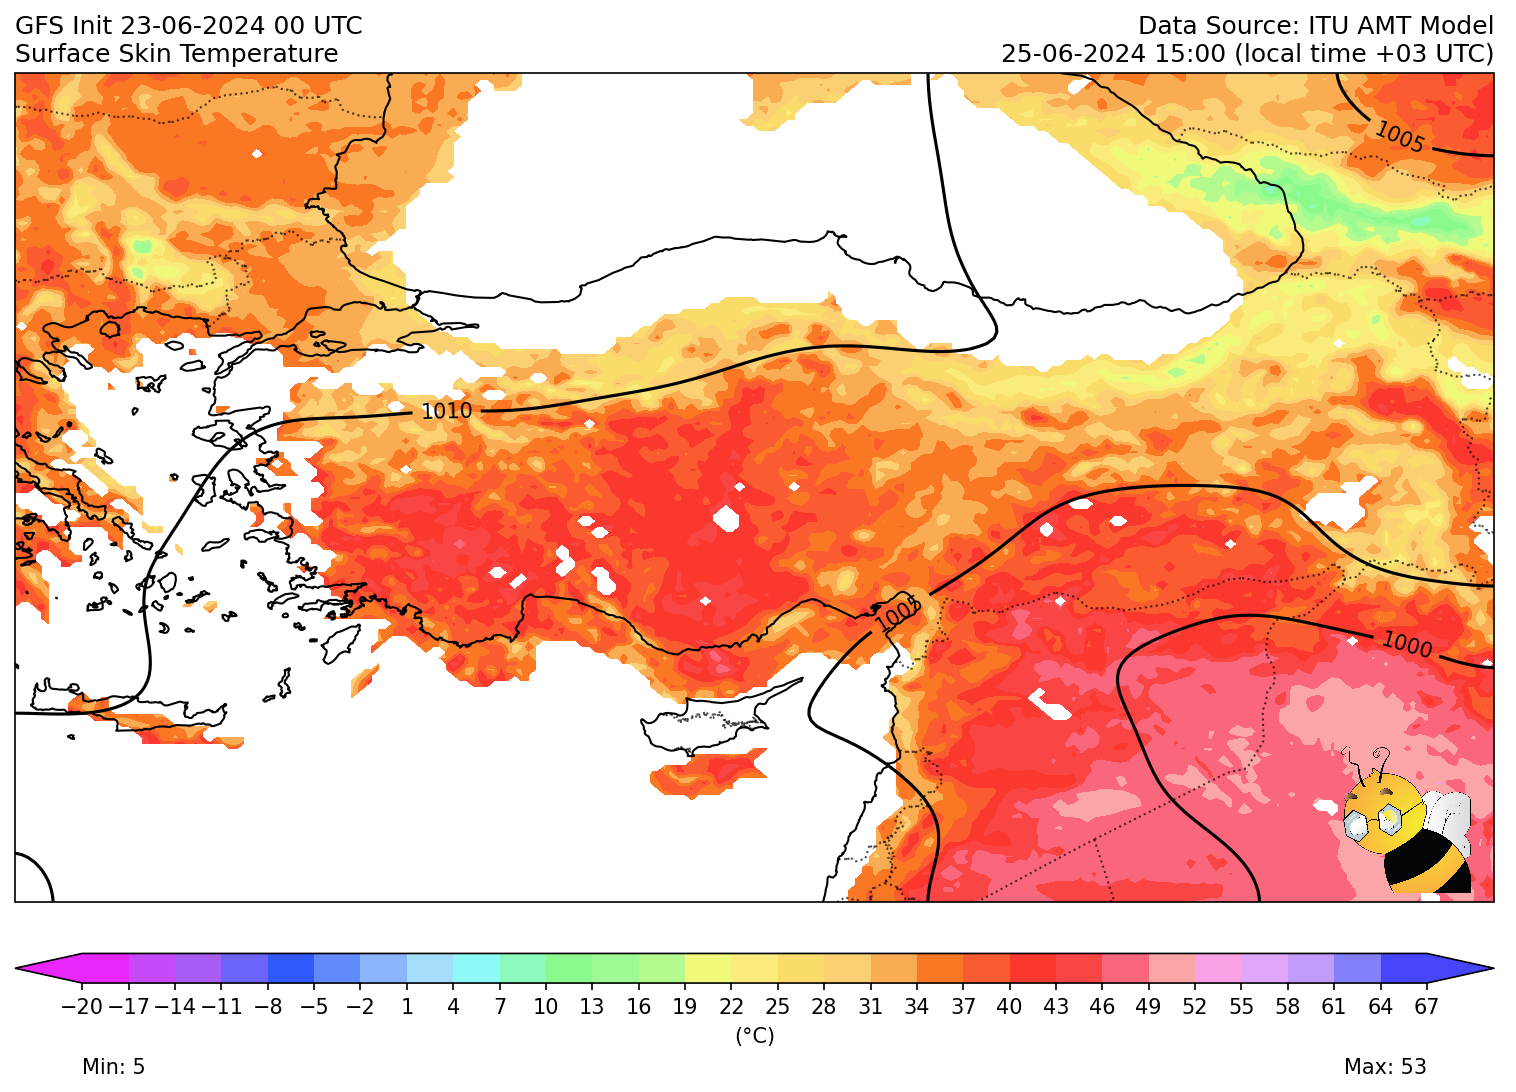 GFS Init 23-06-2024 00 UTC
Data Source: ITU AMT Model
Surface Skin Temperature
25-06-2024 15:00 (local time +03 UTC)
1005
1010
1005
1000
−20 −17 −14 −11 −8 −5 −2 1 4 7 10 13 16 19 22 25 28 31 34 37 40 43 46 49 52 55 58 61 64 67
(°C)
Min: 5
Max: 53